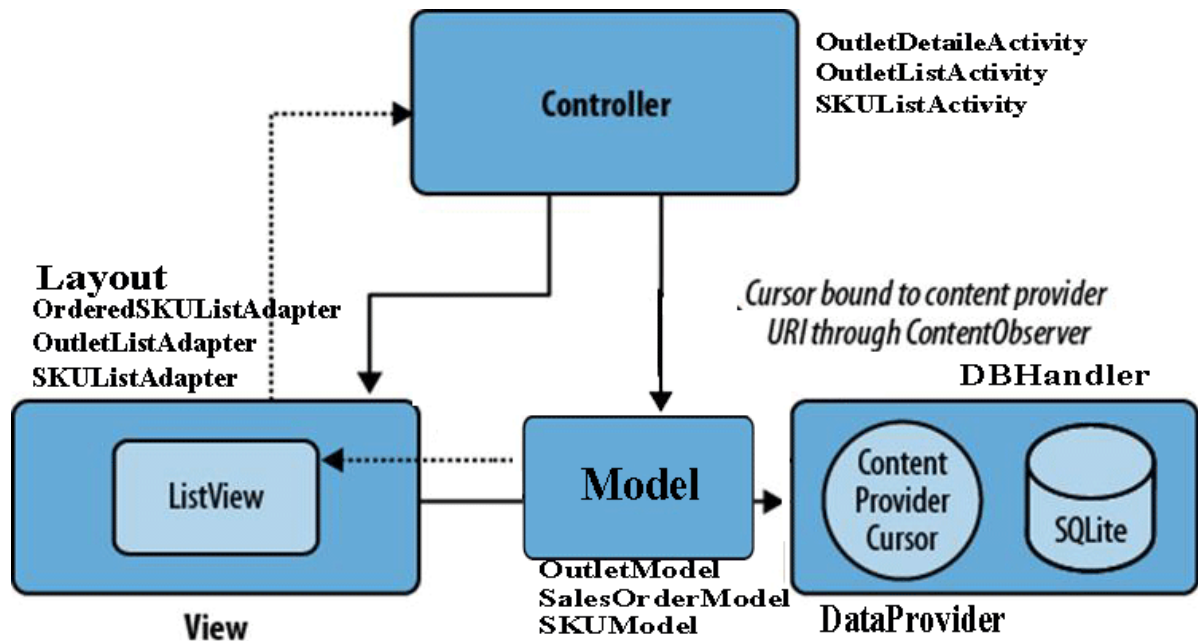 Controller
OutletDetaileActivity
OutletListActivity
SKUListActivity
Layout
OrderedSKUListAdapter
OutletListAdapter
SKUListAdapter
Cursor bound to content provider
URI through ContentObserver
DBHandler
ListView
Model
Content
Provider
Cursor
SQLite
OutletModel
SalesOrderModel
SKUModel
View
DataProvider